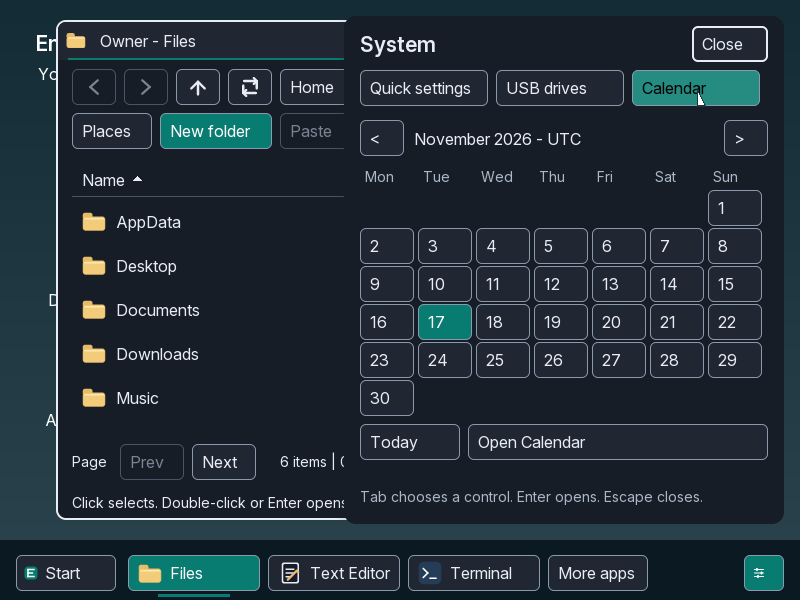 En
Yo
D
A
Owner - Files
Home
Places
New folder
Paste
Name
AppData
Desktop
Documents
Downloads
Music
Page
Prev
Next
6 items |
Click selects. Double-click or Enter opens
System
Close
Quick settings
USB drives
Calendar
<
November 2026 - UTC
>
Mon Tue Wed Thu Fri Sat Sun
1
2 3 4 5 6 7 8
9 10 11 12 13 14 15
16 17 18 19 20 21 22
23 24 25 26 27 28 29
30
Today
Open Calendar
Tab chooses a control. Enter opens. Escape closes.
E Start
Files
Text Editor
Terminal
More apps